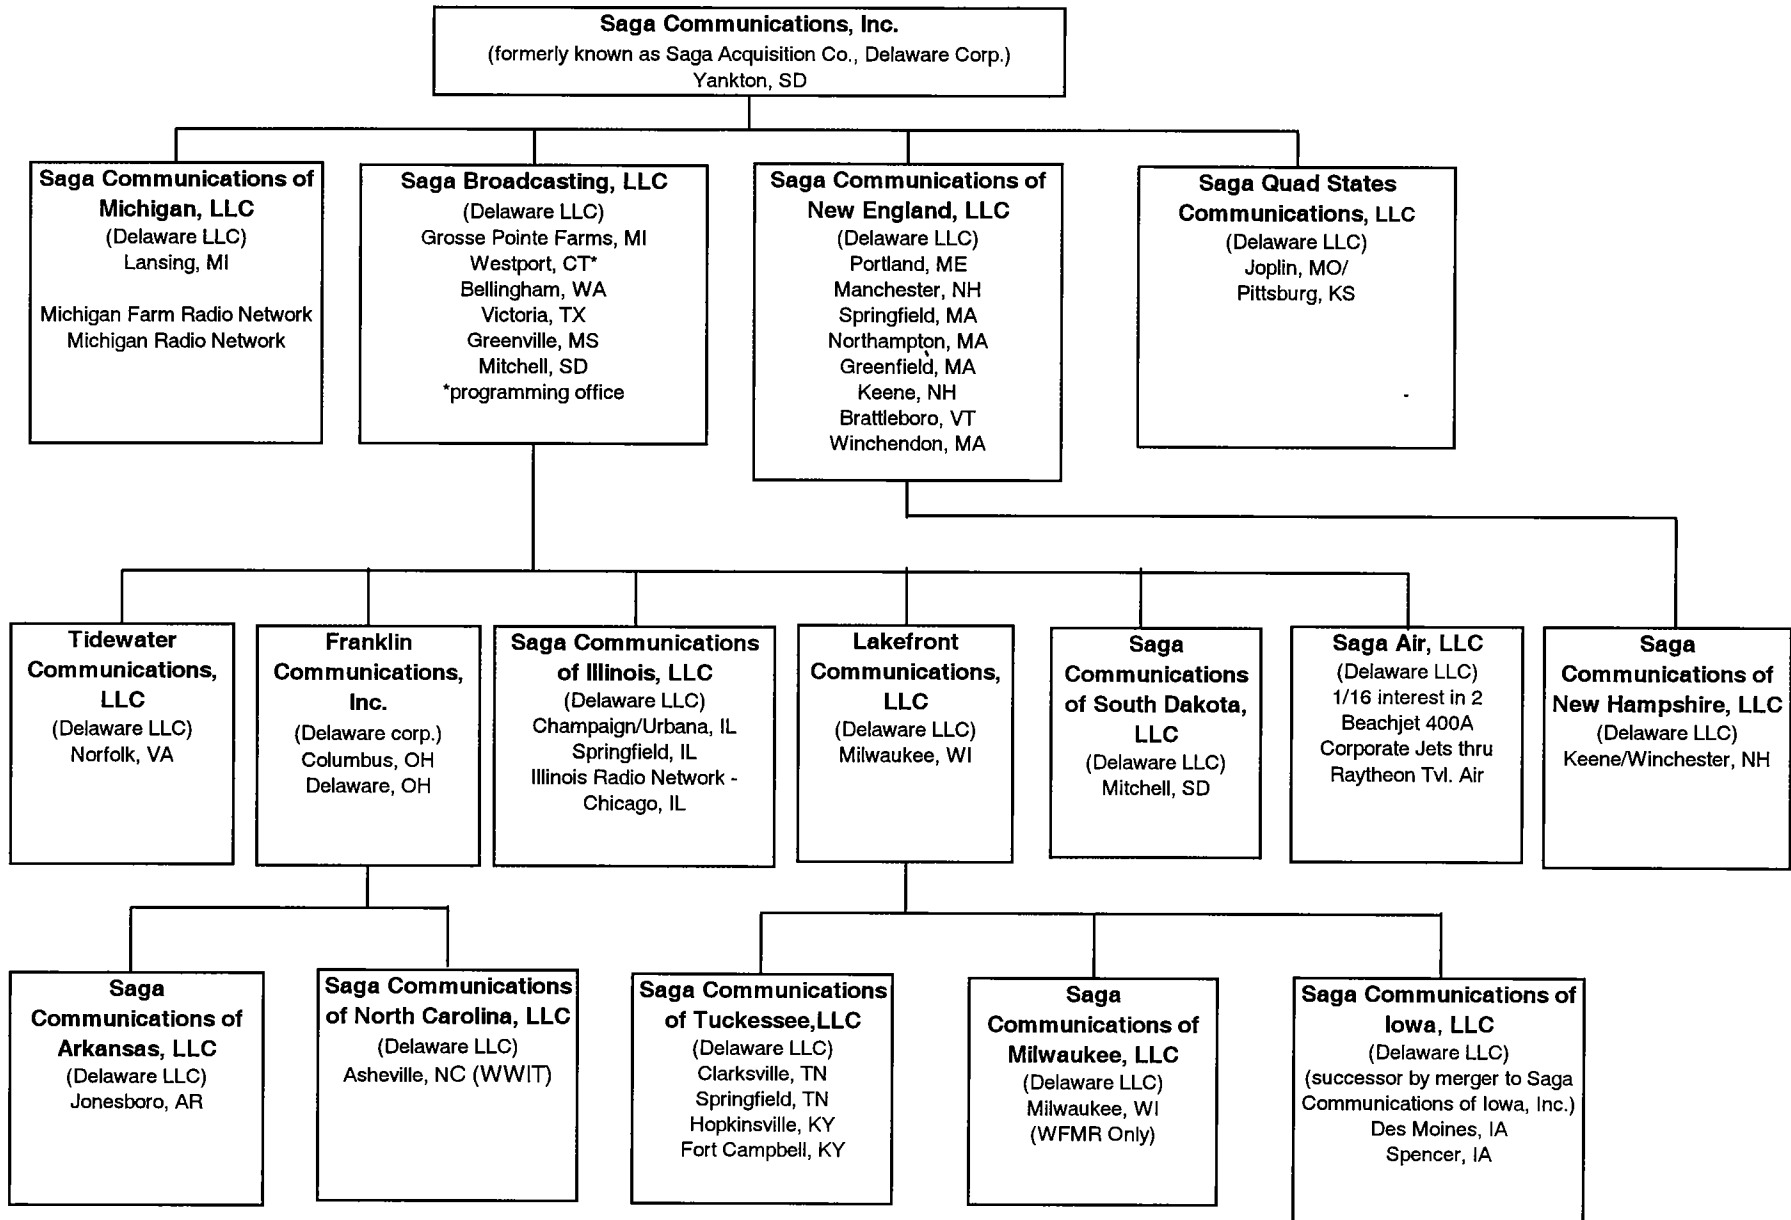 Saga Communications, Inc.
(formerly known as Saga Acquisition Co., Delaware Corp.)
Yankton, SD
Saga Communications of
Michigan, LLC
(Delaware LLC)
Lansing, MI
Michigan Farm Radio Network
Michigan Radio Network
Saga Broadcasting, LLC
(Delaware LLC)
Grosse Pointe Farms, MI
Westport, CT*
Bellingham, WA
Victoria, TX
Greenville, MS
Mitchell, SD
*programming office
Saga Communications of
New England, LLC
(Delaware LLC)
Portland, ME
Manchester, NH
Springfield, MA
Northampton, MA
Greenfield, MA
Keene, NH
Brattleboro, VT
Winchendon, MA
Saga Quad States
Communications, LLC
(Delaware LLC)
Joplin, MO/
Pittsburg, KS
Tidewater
Communications,
LLC
(Delaware LLC)
Norfolk, VA
Franklin
Communications,
Inc.
(Delaware corp.)
Columbus, OH
Delaware, OH
Saga Communications
of Illinois, LLC
(Delaware LLC)
Champaign/Urbana, IL
Springfield, IL
Illinois Radio Network -
Chicago, IL
Lakefront
Communications,
LLC
(Delaware LLC)
Milwaukee, WI
Saga
Communications
of South Dakota,
LLC
(Delaware LLC)
Mitchell, SD
Saga Air, LLC
(Delaware LLC)
1/16 interest in 2
Beachjet 400A
Corporate Jets thru
Raytheon Tvl. Air
Saga
Communications of
New Hampshire, LLC
(Delaware LLC)
Keene/Winchester, NH
Saga
Communications of
Arkansas, LLC
(Delaware LLC)
Jonesboro, AR
Saga Communications
of North Carolina, LLC
(Delaware LLC)
Asheville, NC (WWIT)
Saga Communications
of Tuckessee,LLC
(Delaware LLC)
Clarksville, TN
Springfield, TN
Hopkinsville, KY
Fort Campbell, KY
Saga
Communications of
Milwaukee, LLC
(Delaware LLC)
Milwaukee, WI
(WFMR Only)
Saga Communications of
Iowa, LLC
(Delaware LLC)
(successor by merger to Saga
Communications of Iowa, Inc.)
Des Moines, IA
Spencer, IA